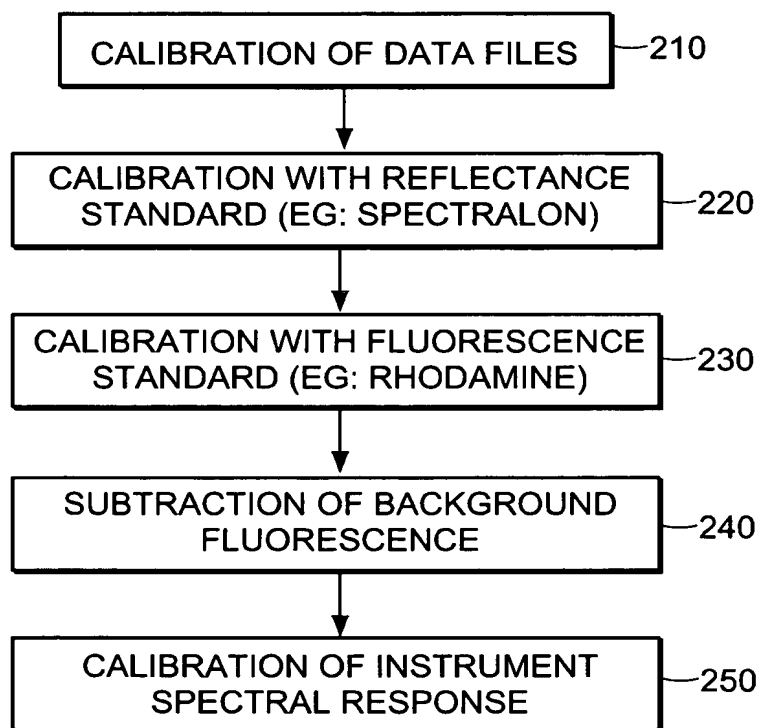 CALIBRATION OF DATA FILES
210
CALIBRATION WITH REFLECTANCE
STANDARD (EG: SPECTRALON)
220
CALIBRATION WITH FLUORESCENCE
STANDARD (EG: RHODAMINE)
230
SUBTRACTION OF BACKGROUND
FLUORESCENCE
240
CALIBRATION OF INSTRUMENT
SPECTRAL RESPONSE
250